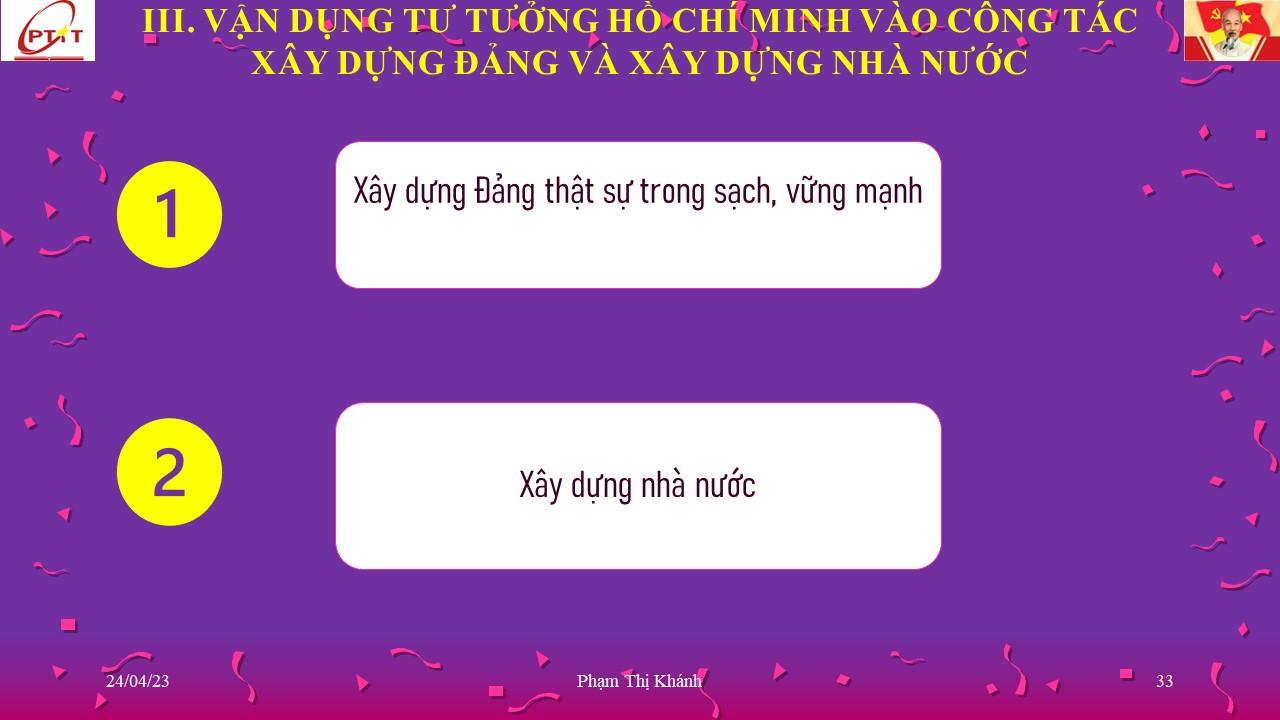 PTIT
III. VẬN DỤNG TƯ TƯỞNG HỒ CHÍ MINH VÀO CÔNG TÁC
XÂY DỰNG ĐẢNG VÀ XÂY DỰNG NHÀ NƯỚC
1
Xây dựng Đảng thật sự trong sạch, vững mạnh
2
Xây dựng nhà nước
24/04/23
Phạm Thị Khánh
33